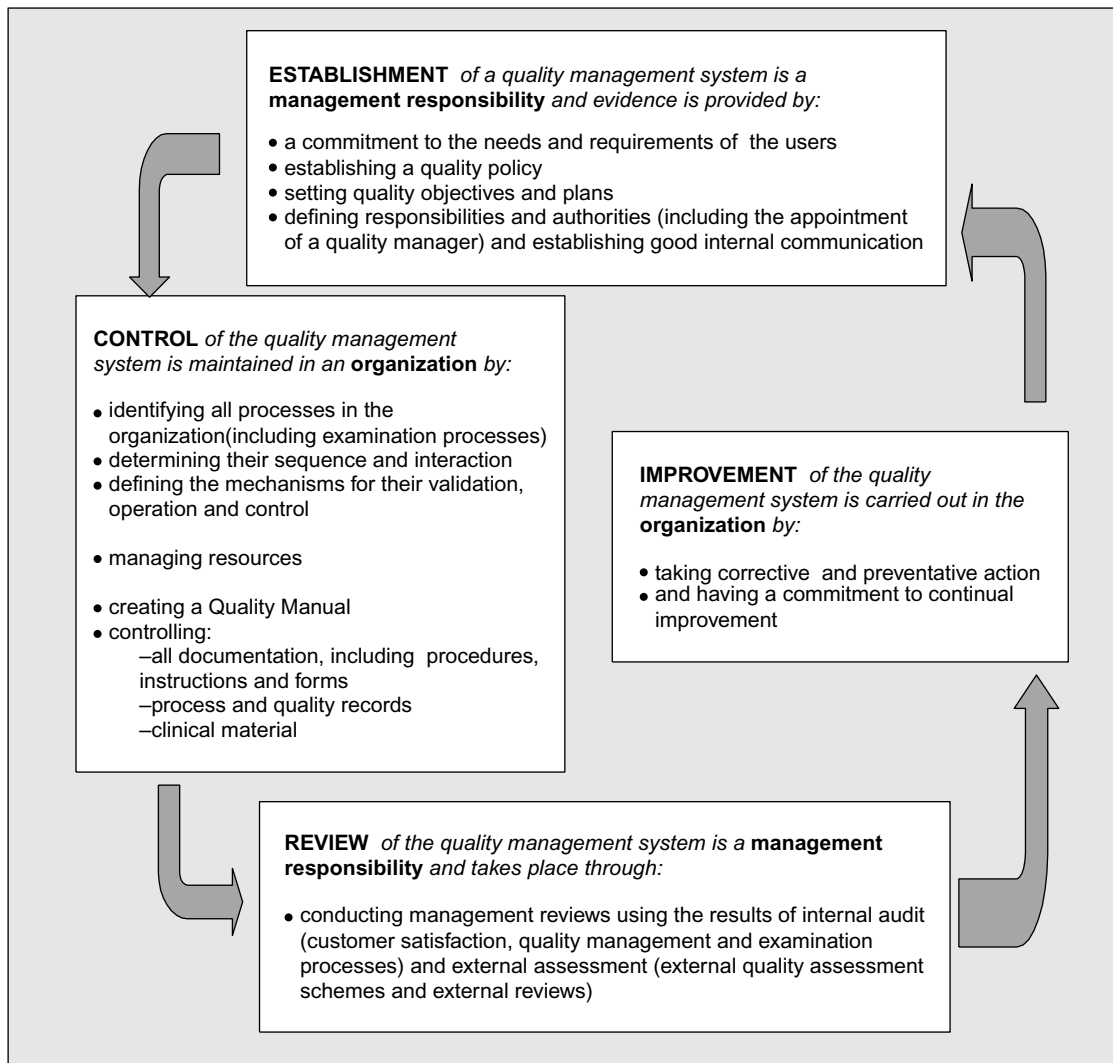 ESTABLISHMENT of a quality management system is a
management responsibility and evidence is provided by:
• a commitment to the needs and requirements of the users
• establishing a quality policy
• setting quality objectives and plans
• defining responsibilities and authorities (including the appointment
of a quality manager) and establishing good internal communication
CONTROL of the quality management
system is maintained in an organization by:
• identifying all processes in the
organization(including examination processes)
• determining their sequence and interaction
• defining the mechanisms for their validation,
operation and control
• managing resources
• creating a Quality Manual
• controlling:
–all documentation, including procedures,
instructions and forms
–process and quality records
–clinical material
REVIEW of the quality management system is a management
responsibility and takes place through:
• conducting management reviews using the results of internal audit
(customer satisfaction, quality management and examination
processes) and external assessment (external quality assessment
schemes and external reviews)
IMPROVEMENT of the quality
management system is carried out in the
organization by:
• taking corrective and preventative action
• and having a commitment to continual
improvement